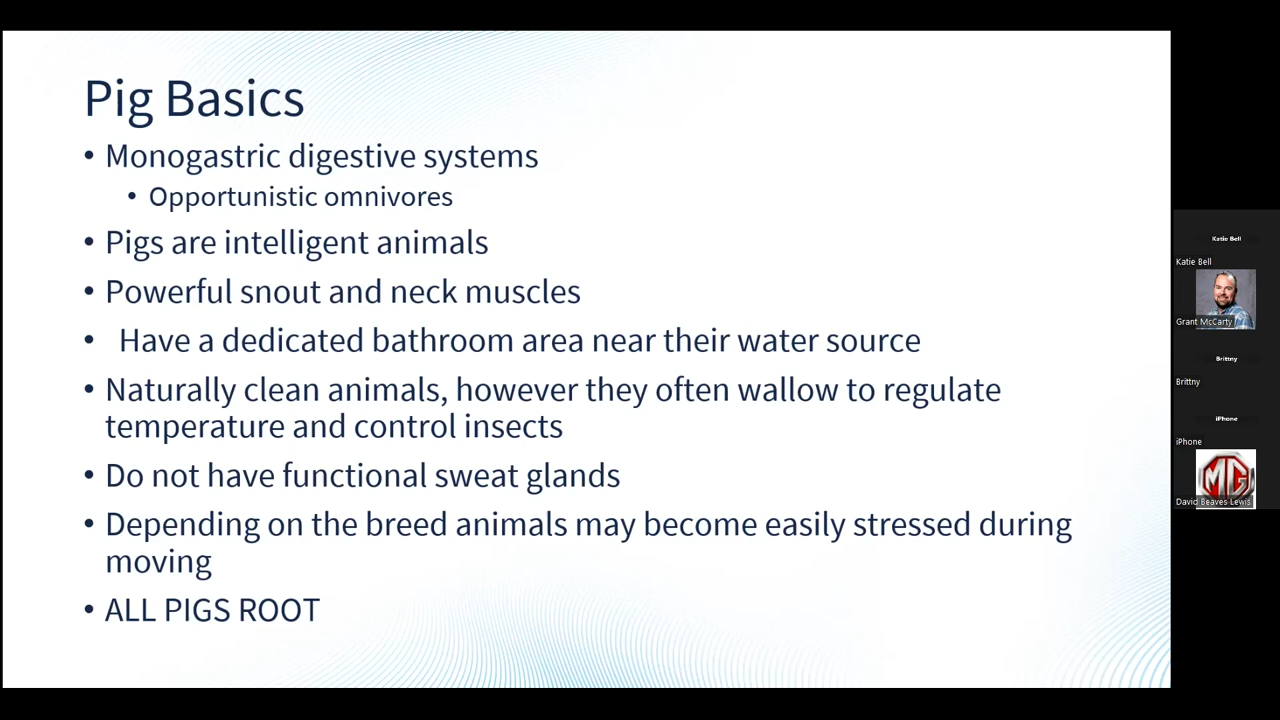 Pig Basics
• Monogastric digestive systems
• Opportunistic omnivores
• Pigs are intelligent animals
• Powerful snout and neck muscles
• Have a dedicated bathroom area near their water source
• Naturally clean animals, however they often wallow to regulate
temperature and control insects
• Do not have functional sweat glands
• Depending on the breed animals may become easily stressed during
moving
• ALL PIGS ROOT
Katie Bell
Katie Bell
Grant McCarty
Brittny
Brittny
iPhone
iPhone
MG
David Beaves Lewis